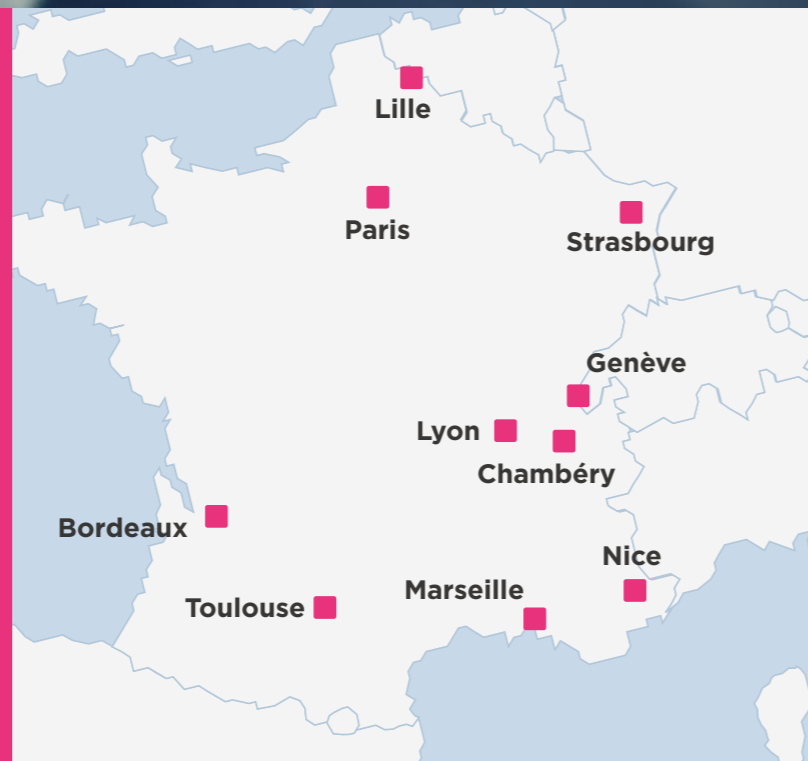 Lille
Paris
Strasbourg
Genève
Lyon
Chambéry
Bordeaux
Nice
Marseille
Toulouse